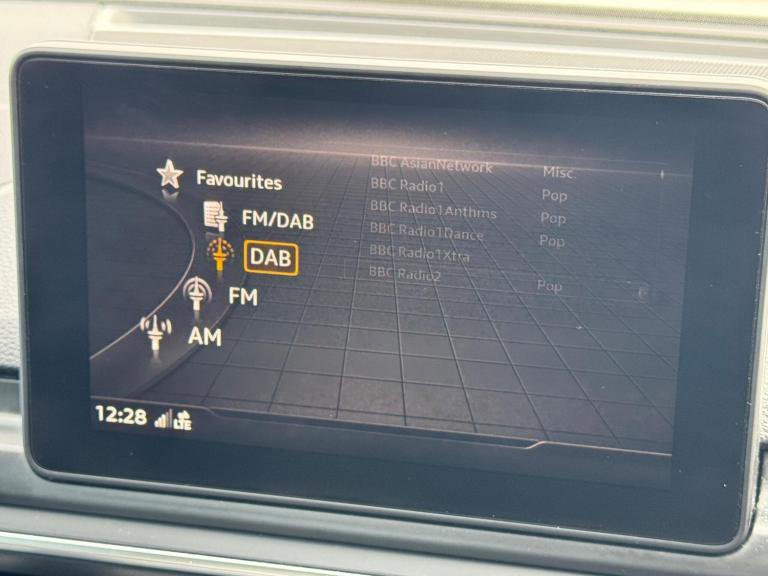 Favourites
FM/DAB
DAB
FM
AM
BBC AsianNetwork Misc.
BBC Radio1 Pop
BBC Radio1Anthms Pop
BBC Radio1Dance Pop
BBC Radio1Xtra
BBC Radio2 Pop
12:28 LTE